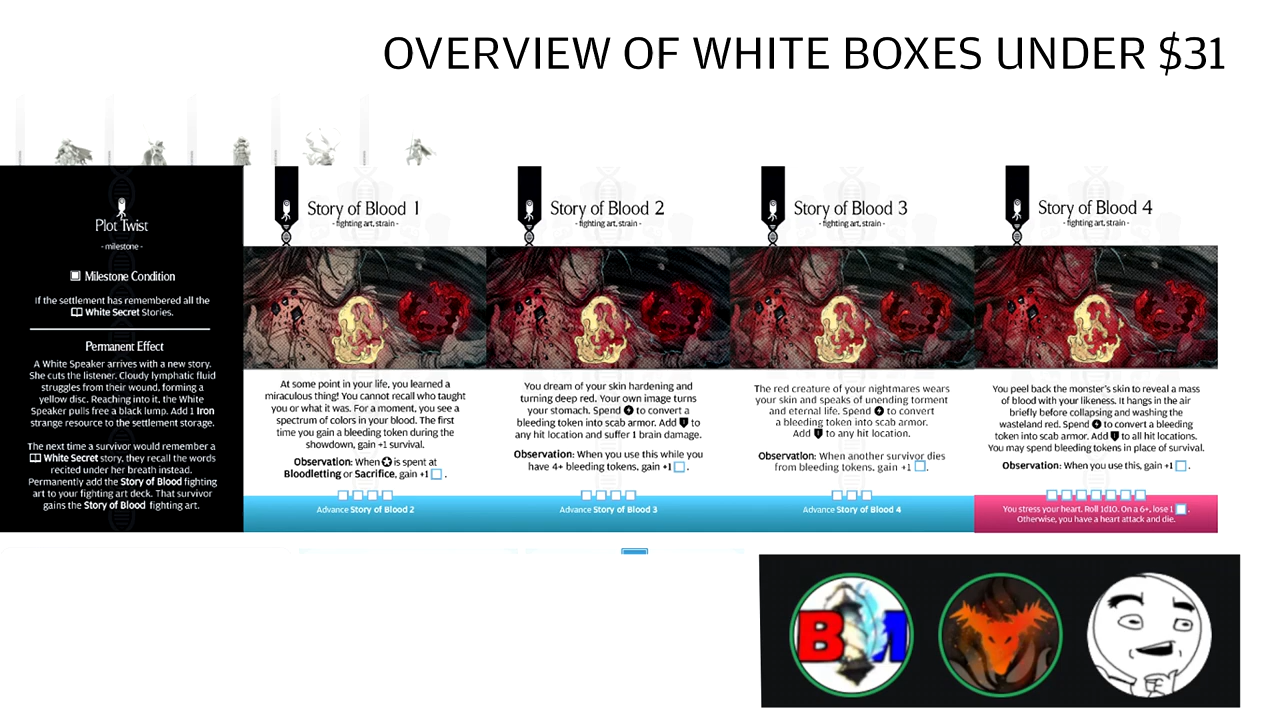 OVERVIEW OF WHITE BOXES UNDER $31
Plot Twist
- milestone -
Milestone Condition
If the settlement has remembered all the
White Secret Stories.
Permanent Effect
A White Speaker arrives with a new story.
She cuts the listener. Cloudy lymphatic fluid
struggles from their wound, forming a
yellow disc. Reaching into it, the White
Speaker pulls free a black lump. Add 1 Iron
strange resource to the settlement storage.
The next time a survivor would remember a
White Secret story, they recall the words
recited under her breath instead.
Permanently add the Story of Blood fighting
art to your fighting art deck. That survivor
gains the Story of Blood fighting art.
Story of Blood 1
- fighting art, strain -
At some point in your life, you learned a
miraculous thing! You cannot recall who taught
you or what it was. For a moment, you see a
spectrum of colors in your blood. The first
time you gain a bleeding token during the
showdown, gain +1 survival.
Observation: When is spent at
Bloodletting or Sacrifice, gain +1 .
Advance Story of Blood 2
Story of Blood 2
- fighting art, strain -
You dream of your skin hardening and
turning deep red. Your own image turns
your stomach. Spend to convert a
bleeding token into scab armor. Add to
any hit location and suffer 1 brain damage.
Observation: When you use this while you
have 4+ bleeding tokens, gain +1 .
Advance Story of Blood 3
Story of Blood 3
- fighting art, strain -
The red creature of your nightmares wears
your skin and speaks of unending torment
and eternal life. Spend to convert
a bleeding token into scab armor.
Add to any hit location.
Observation: When another survivor dies
from bleeding tokens, gain +1 .
Advance Story of Blood 4
Story of Blood 4
- fighting art, strain -
You peel back the monster's skin to reveal a mass
of blood with your likeness. It hangs in the air
briefly before collapsing and washing the
wasteland red. Spend to convert a bleeding
token into scab armor. Add to all hit locations.
You may spend bleeding tokens in place of survival.
Observation: When you use this, gain +1 .
You stress your heart. Roll 1d10. On a 6+, lose 1 .
Otherwise, you have a heart attack and die.
B